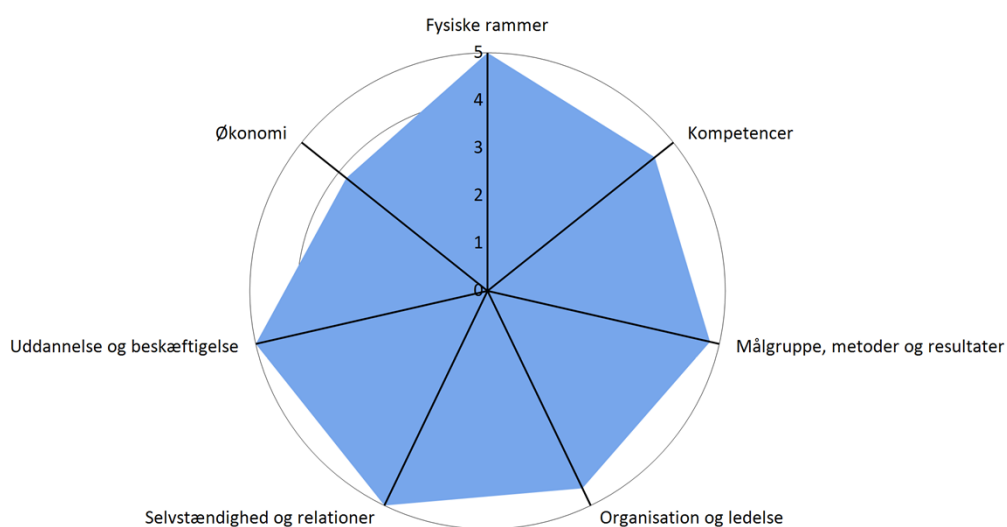 Fysiske rammer
5
4
Økonomi
Kompetencer
3
2
1
0
Uddannelse og beskæftigelse
Målgruppe, metoder og resultater
Selvstændighed og relationer
Organisation og ledelse